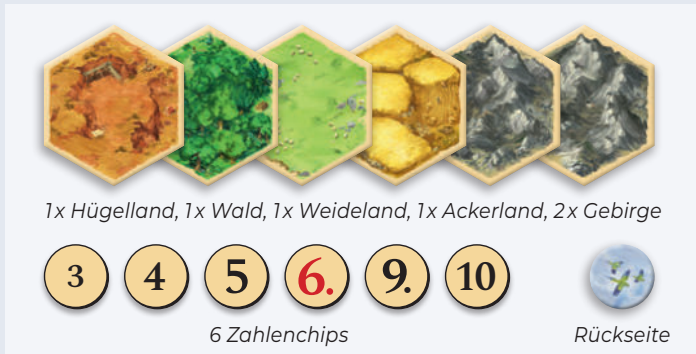 1x Hügelland, 1x Wald, 1x Weideland, 1x Ackerland, 2x Gebirge
3 4 5 6. 9. 10
6 Zahlenchips Rückseite